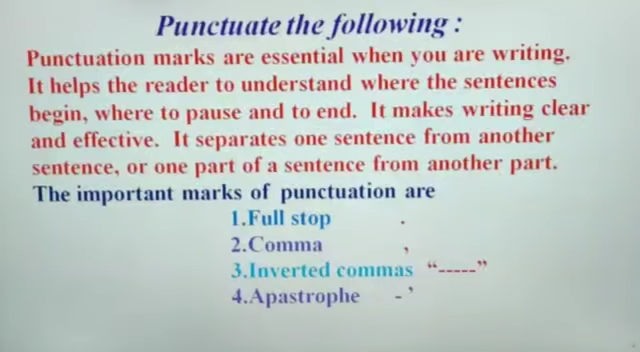 Punctuate the following :
Punctuation marks are essential when you are writing.
It helps the reader to understand where the sentences
begin, where to pause and to end. It makes writing clear
and effective. It separates one sentence from another
sentence, or one part of a sentence from another part.
The important marks of punctuation are
1.Full stop .
2.Comma ,
3.Inverted commas “-----”
4.Apastrophe - ’